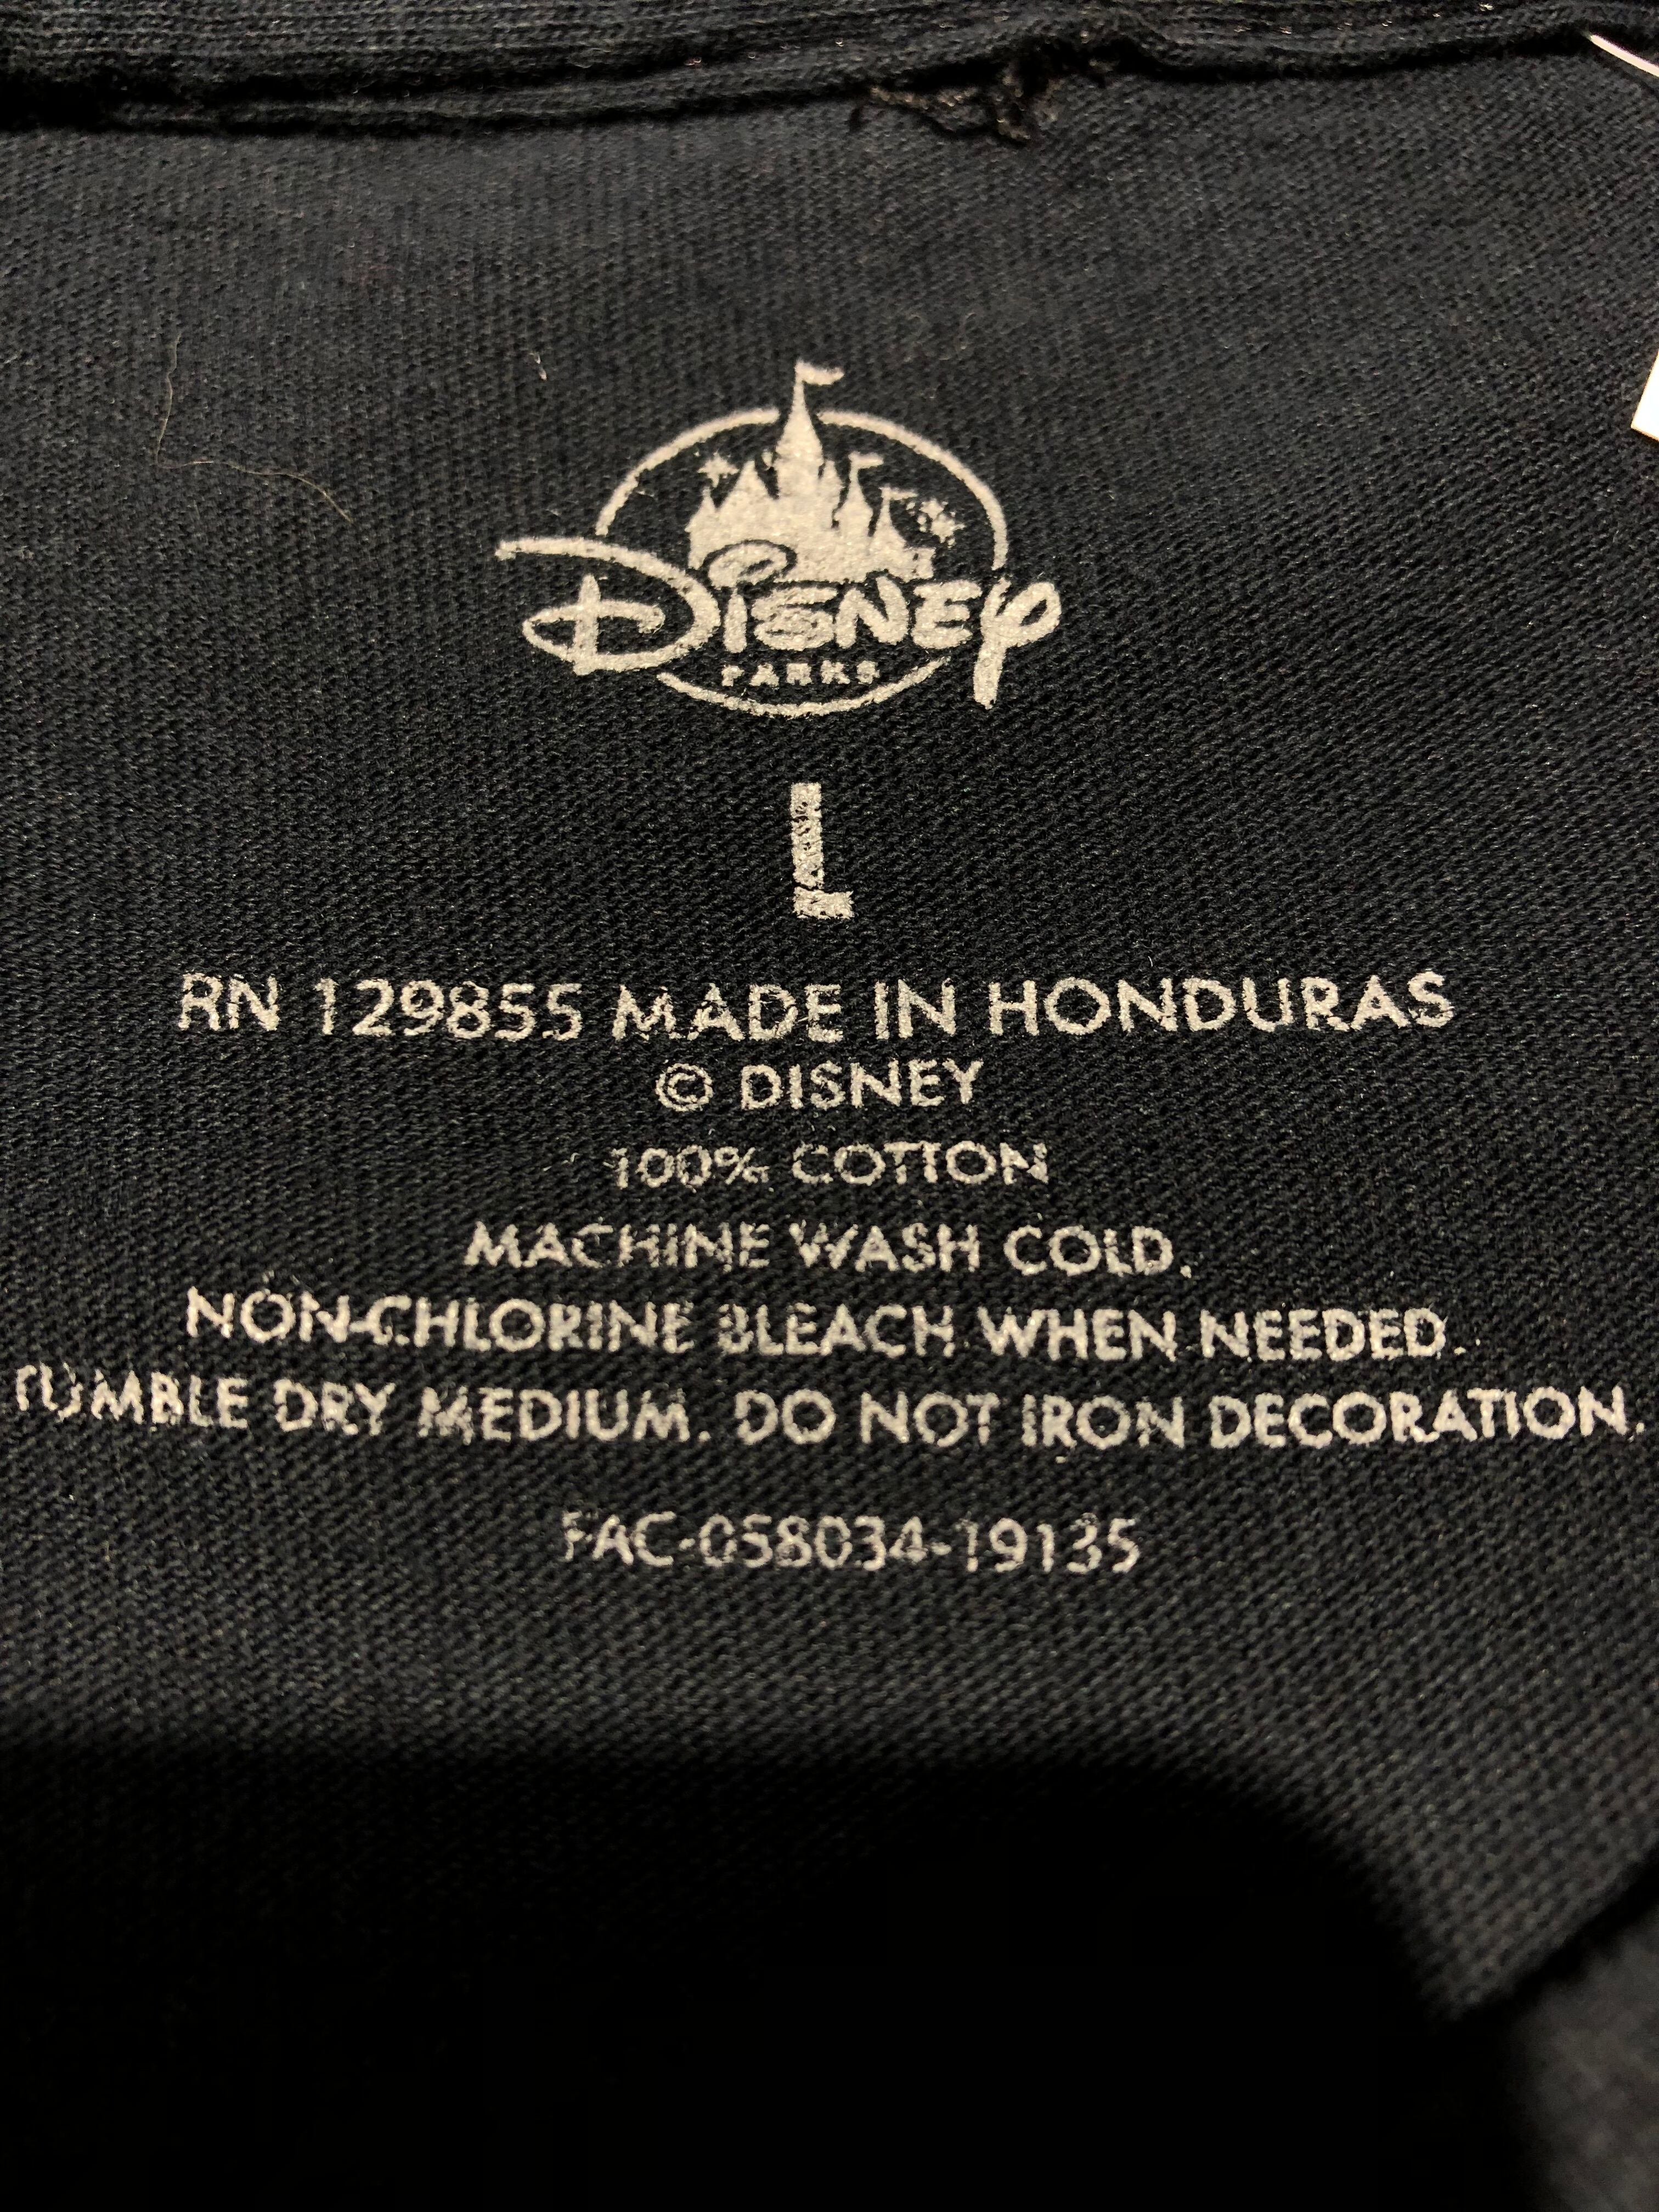 Disney
PARKS
L
RN 129855 MADE IN HONDURAS
© DISNEY
100% COTTON
MACHINE WASH COLD.
NON-CHLORINE BLEACH WHEN NEEDED.
TUMBLE DRY MEDIUM. DO NOT IRON DECORATION.
FAC-058034-19135